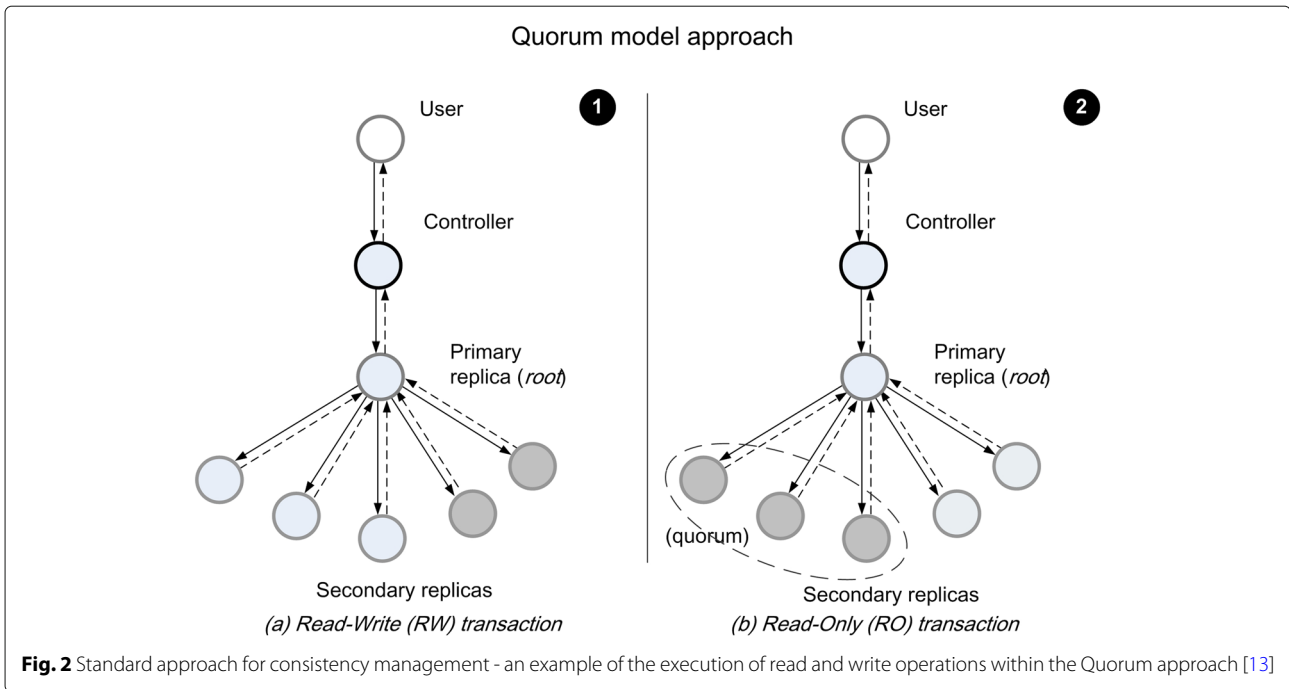 Quorum model approach
1
User
Controller
Primary
replica (root)
Secondary replicas
(a) Read-Write (RW) transaction
2
User
Controller
Primary
replica (root)
(quorum)
Secondary replicas
(b) Read-Only (RO) transaction
Fig. 2 Standard approach for consistency management - an example of the execution of read and write operations within the Quorum approach [13]